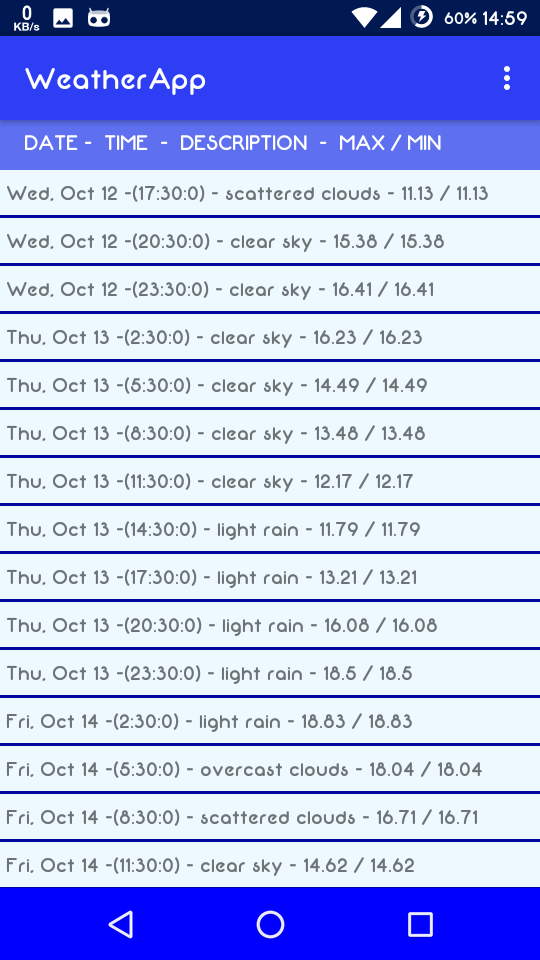 0
KB/s
60% 14:59
WeatherApp
DATE - TIME - DESCRIPTION - MAX / MIN
Wed, Oct 12 -(17:30:0) - scattered clouds - 11.13 / 11.13
Wed, Oct 12 -(20:30:0) - clear sky - 15.38 / 15.38
Wed, Oct 12 -(23:30:0) - clear sky - 16.41 / 16.41
Thu, Oct 13 -(2:30:0) - clear sky - 16.23 / 16.23
Thu, Oct 13 -(5:30:0) - clear sky - 14.49 / 14.49
Thu, Oct 13 -(8:30:0) - clear sky - 13.48 / 13.48
Thu, Oct 13 -(11:30:0) - clear sky - 12.17 / 12.17
Thu, Oct 13 -(14:30:0) - light rain - 11.79 / 11.79
Thu, Oct 13 -(17:30:0) - light rain - 13.21 / 13.21
Thu, Oct 13 -(20:30:0) - light rain - 16.08 / 16.08
Thu, Oct 13 -(23:30:0) - light rain - 18.5 / 18.5
Fri, Oct 14 -(2:30:0) - light rain - 18.83 / 18.83
Fri, Oct 14 -(5:30:0) - overcast clouds - 18.04 / 18.04
Fri, Oct 14 -(8:30:0) - scattered clouds - 16.71 / 16.71
Fri, Oct 14 -(11:30:0) - clear sky - 14.62 / 14.62